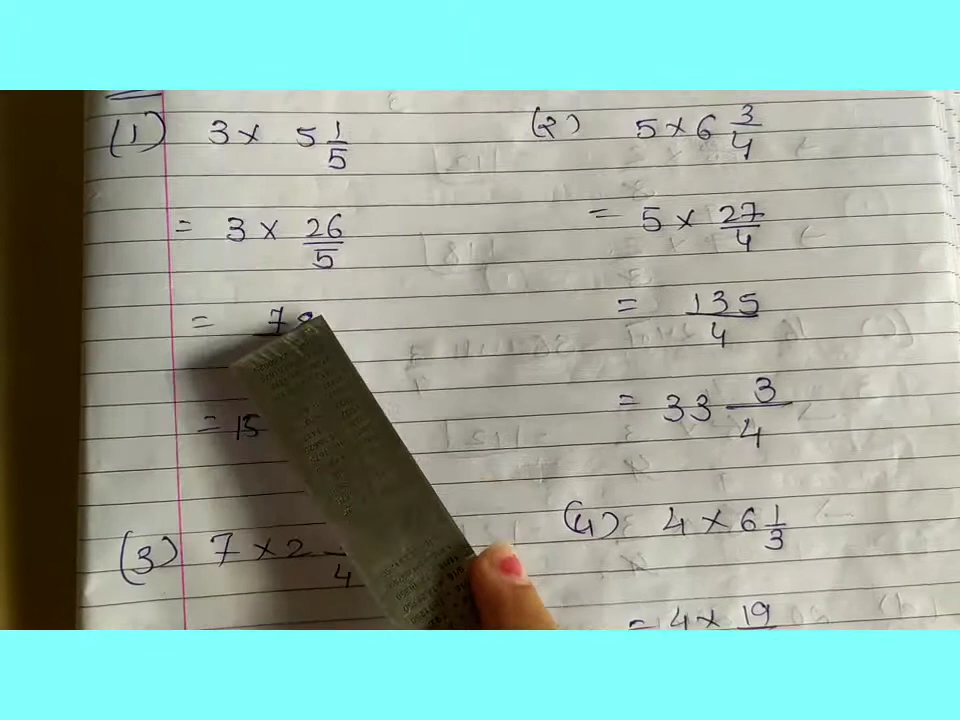 (1) 3 × 5 1/5
= 3 × 26/5
= 7
= 15
(2) 5 × 6 3/4
= 5 × 27/4
= 135/4
= 33 3/4
(3) 7 × 2 /4
(4) 4 × 6 1/3
= 4 × 19